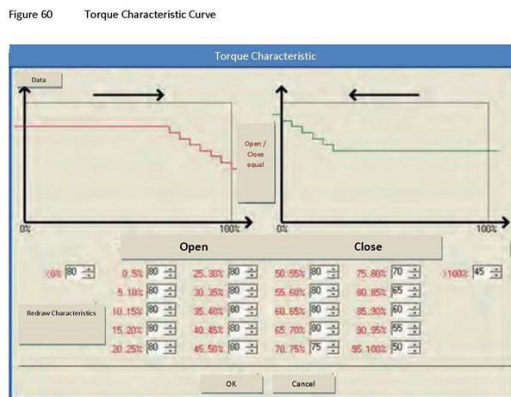 Figure 60 Torque Characteristic Curve
Torque Characteristic
Data
Open /
Close
equal
0% 100% 0% 100%
Open Close
<0% 80 0..5% 80 25..30% 80 50..55% 80 75..80% 70 >100% 45
5..10% 80 30..35% 80 55..60% 80 80..85% 65
Redraw Characteristics 10..15% 80 35..40% 80 60..65% 80 85..90% 60
15..20% 80 40..45% 80 65..70% 80 90..95% 55
20..25% 80 45..50% 80 70..75% 75 95..100% 50
OK Cancel